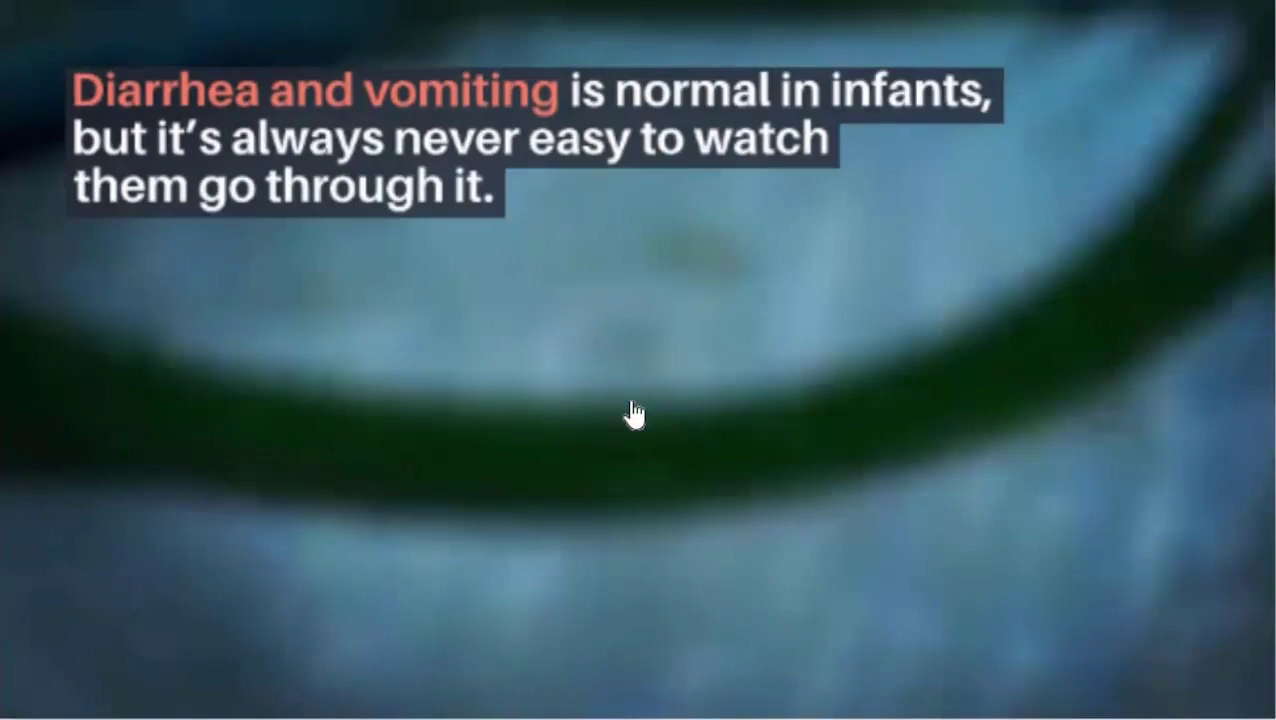 Diarrhea and vomiting is normal in infants,
but it’s always never easy to watch
them go through it.